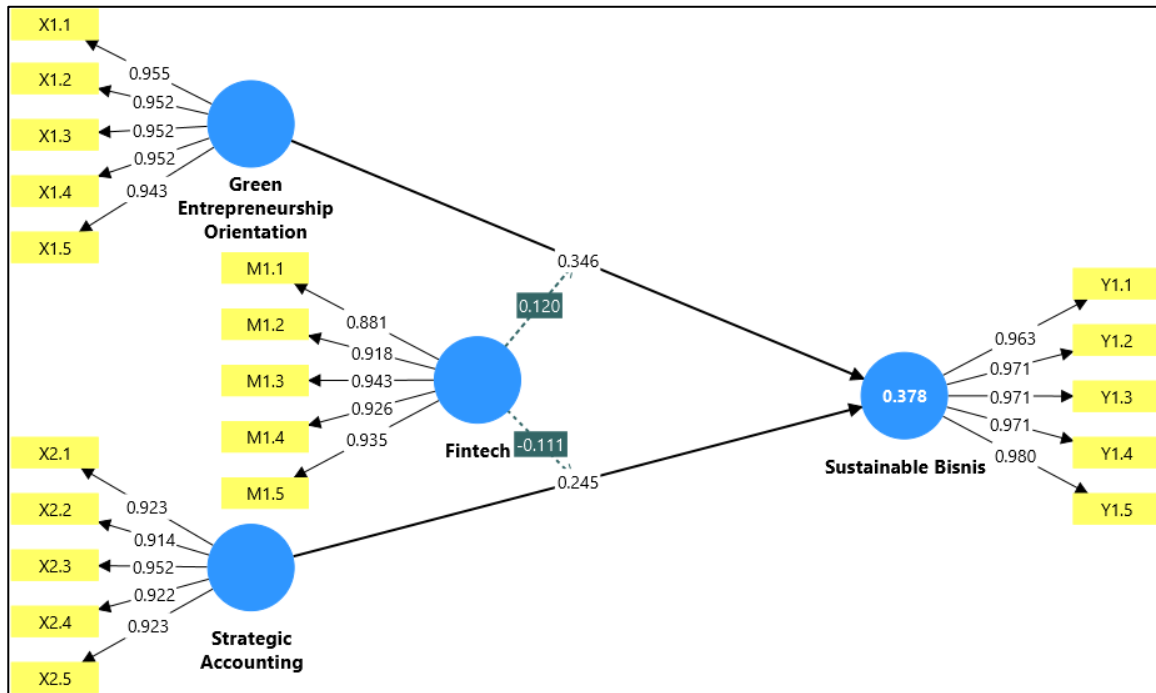 X1.1
X1.2
X1.3
X1.4
X1.5
0.955
0.952
0.952
0.952
0.943
Green
Entrepreneurship
Orientation
M1.1
M1.2
M1.3
M1.4
M1.5
0.881
0.918
0.943
0.926
0.935
Fintech
0.120
-0.111
0.346
0.245
X2.1
X2.2
X2.3
X2.4
X2.5
0.923
0.914
0.952
0.922
0.923
Strategic
Accounting
0.378
Sustainable Bisnis
0.963
0.971
0.971
0.971
0.980
Y1.1
Y1.2
Y1.3
Y1.4
Y1.5